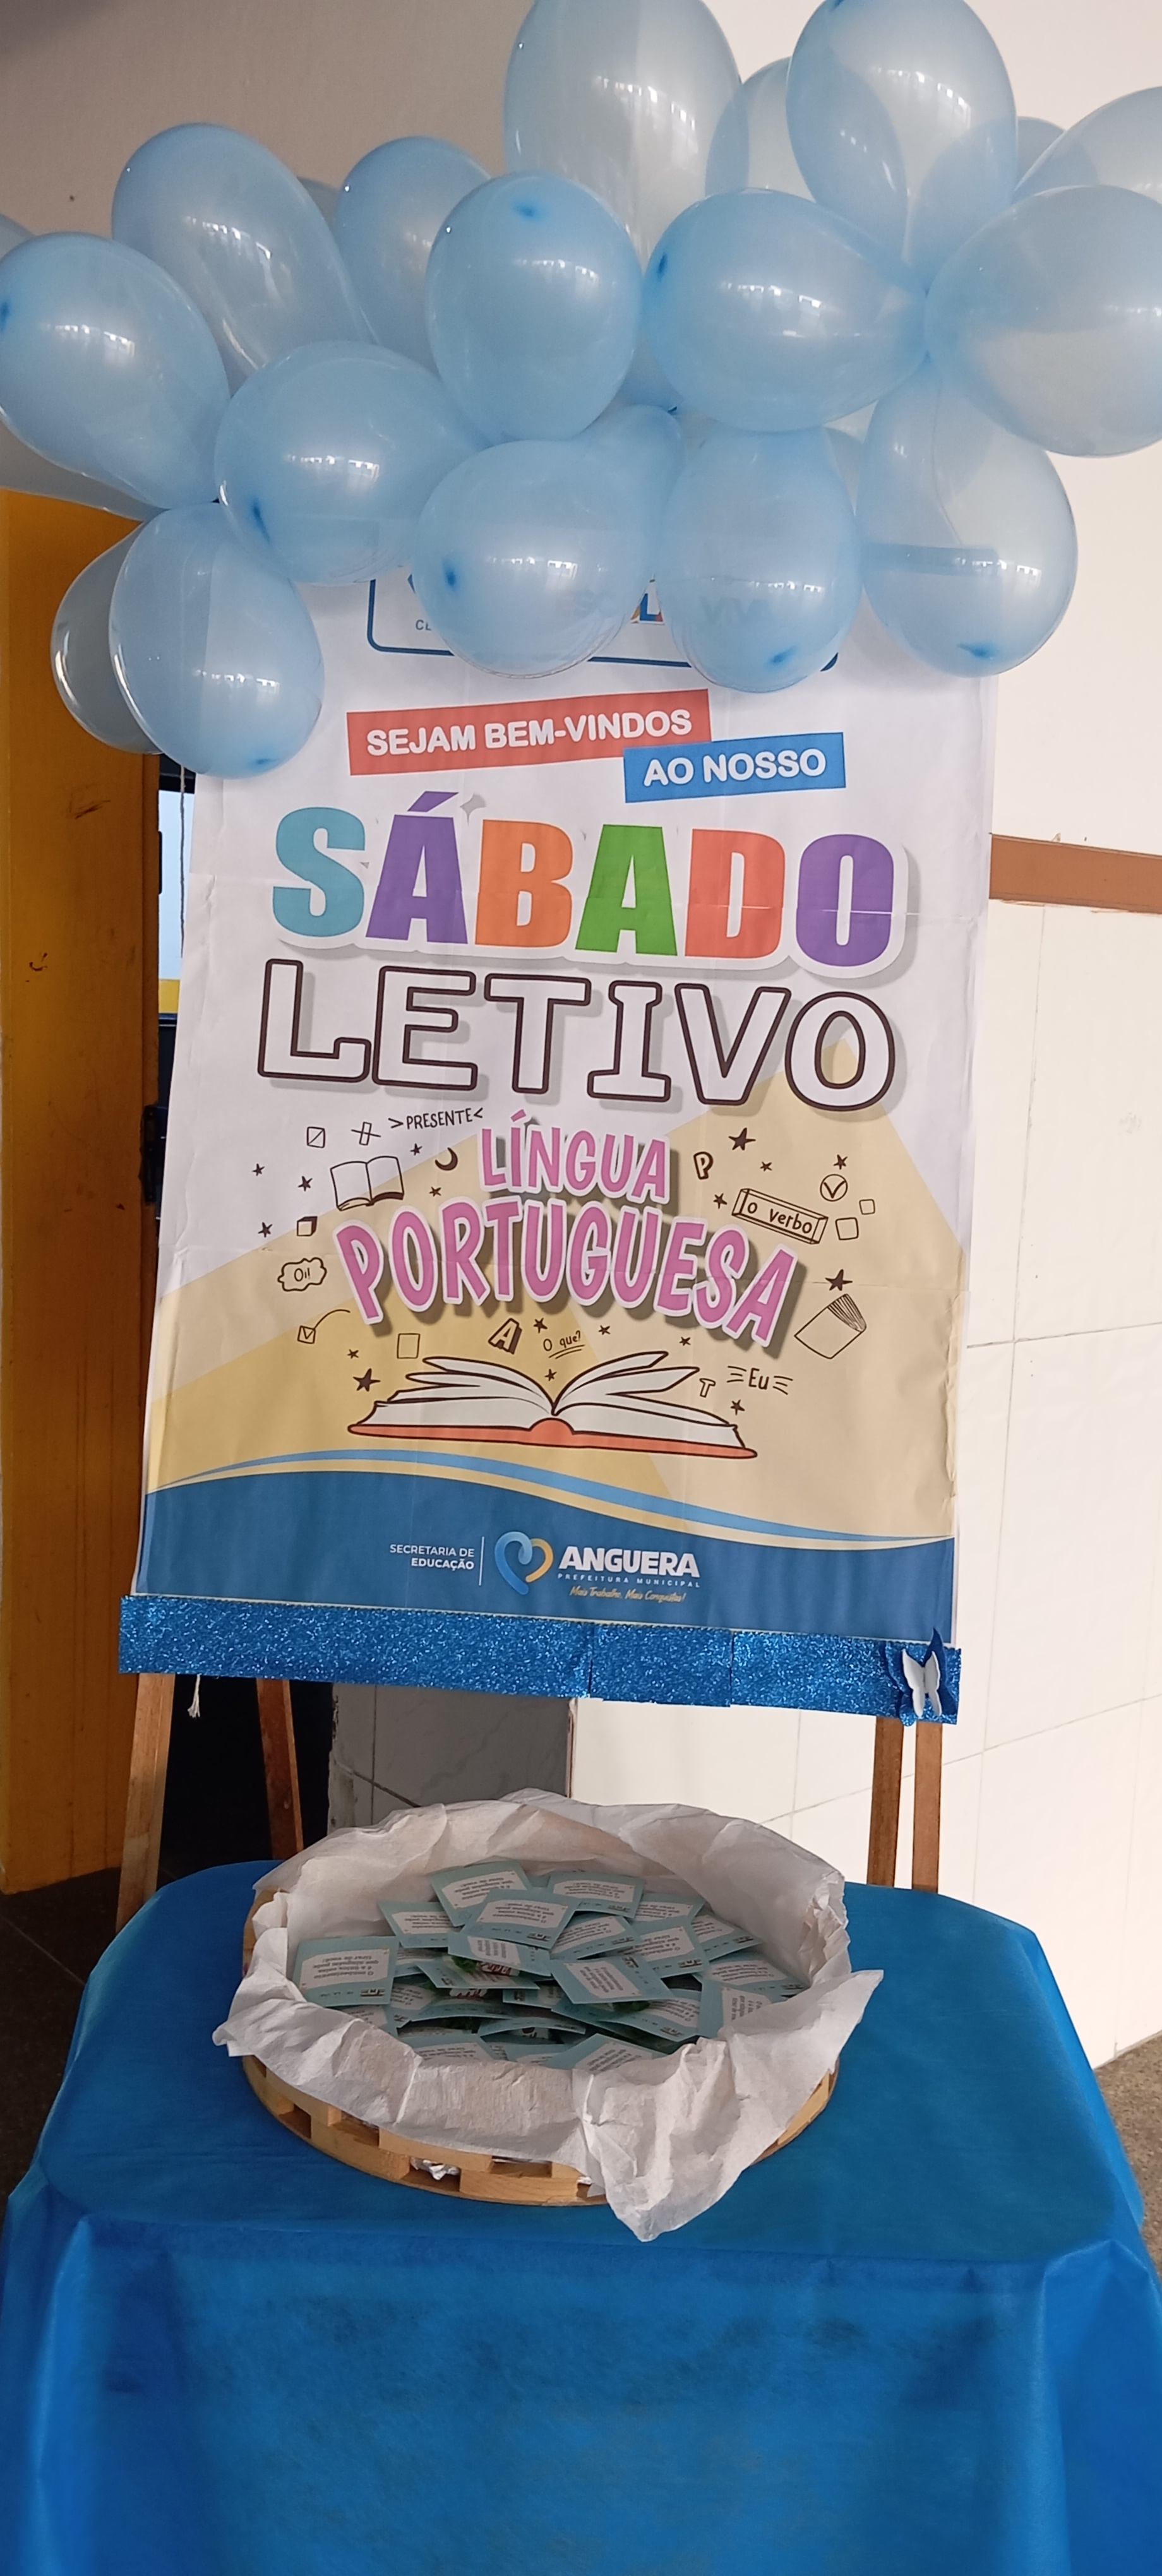 SEJAM BEM-VINDOS
AO NOSSO
SÁBADO
LETIVO
>PRESENTE<
LÍNGUA
P
o verbo
PORTUGUESA
Oi!
A
O que?
T
Eu
SECRETARIA DE
EDUCAÇÃO
ANGUERA
PREFEITURA MUNICIPAL
Mais Trabalho, Mais Conquistas!